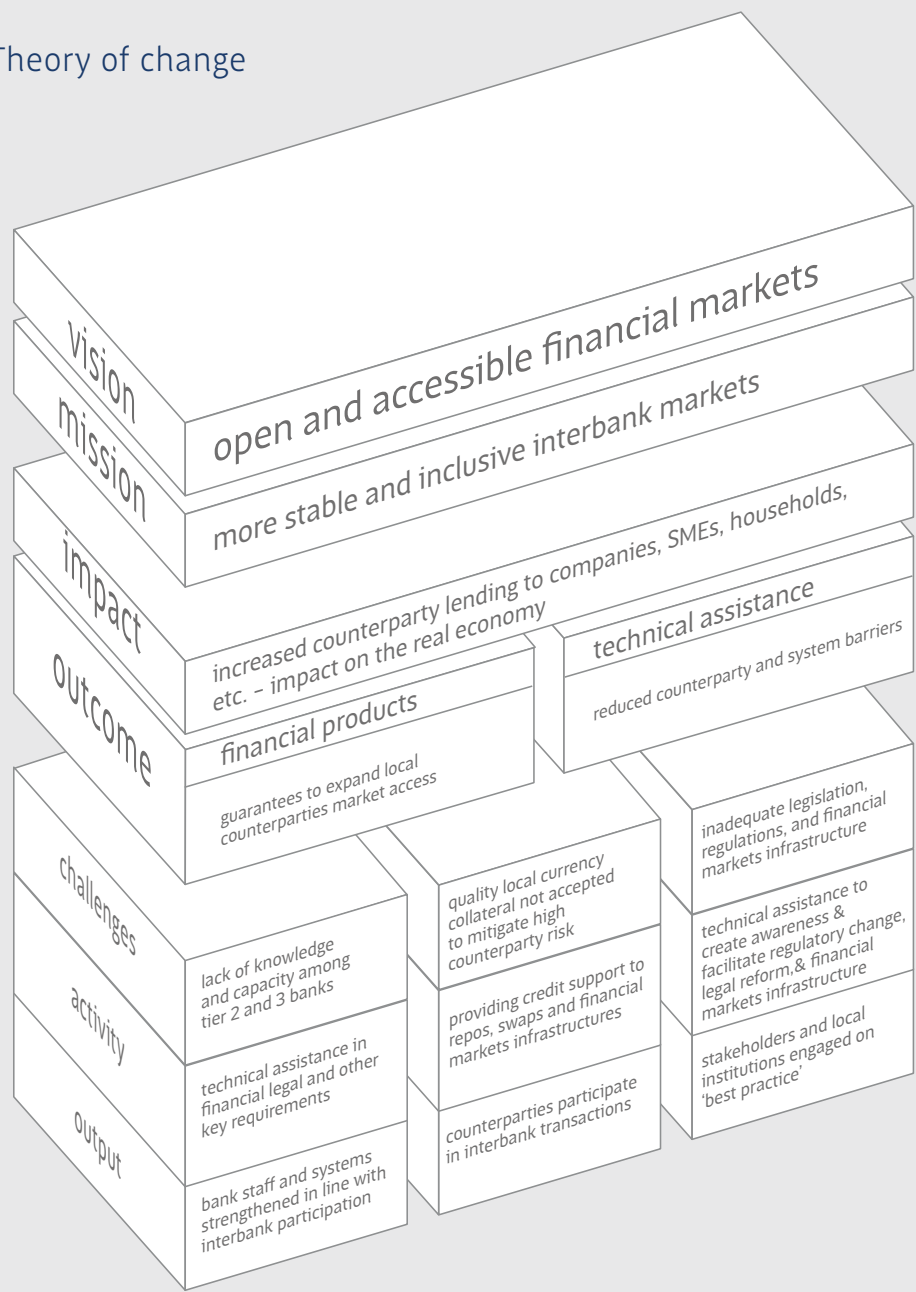 Theory of change
vision
open and accessible financial markets
mission
more stable and inclusive interbank markets
impact
increased counterparty lending to companies, SMEs, households,
etc. – impact on the real economy
outcome
financial products
guarantees to expand local
counterparties market access
technical assistance
reduced counterparty and system barriers
challenges
lack of knowledge
and capacity among
tier 2 and 3 banks
quality local currency
collateral not accepted
to mitigate high
counterparty risk
inadequate legislation,
regulations, and financial
markets infrastructure
activity
technical assistance in
financial legal and other
key requirements
providing credit support to
repos, swaps and financial
markets infrastructures
technical assistance to
create awareness &
facilitate regulatory change,
legal reform,& financial
markets infrastructure
output
bank staff and systems
strengthened in line with
interbank participation
counterparties participate
in interbank transactions
stakeholders and local
institutions engaged on
‘best practice’